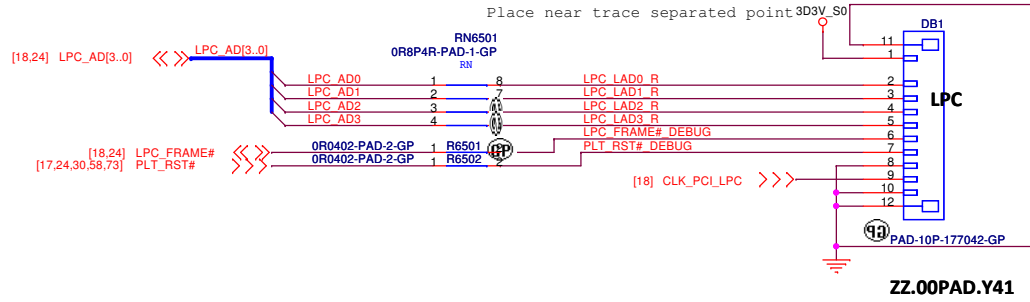 Place near trace separated point
3D3V_S0
DB1
RN6501
0R8P4R-PAD-1-GP
RN
[18,24] LPC_AD[3..0]
LPC_AD[3..0]
11
1
LPC_AD0 1 8 LPC_LAD0_R 2
LPC_AD1 2 7 LPC_LAD1_R 3
LPC_AD2 3 LPC_LAD2_R 4
LPC_AD3 4 LPC_LAD3_R 5
LPC
LPC_FRAME#_DEBUG 6
[18,24] LPC_FRAME# 0R0402-PAD-2-GP 1 R6501 GP PLT_RST#_DEBUG 7
[17,24,30,58,73] PLT_RST# 0R0402-PAD-2-GP 1 R6502 2 8
[18] CLK_PCI_LPC 9
10
12
GP
PAD-10P-177042-GP
ZZ.00PAD.Y41